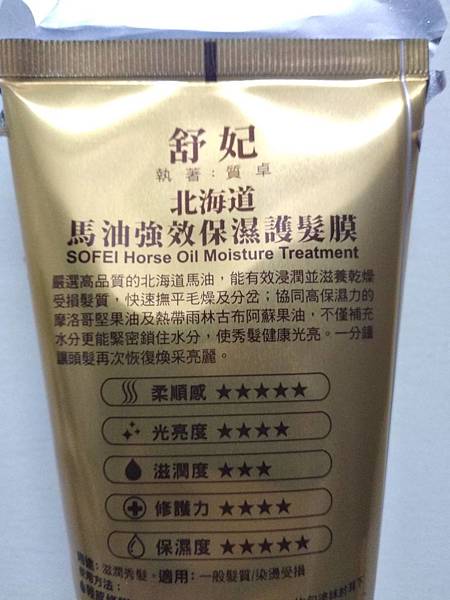 舒妃
執著:質卓
北海道
馬油強效保濕護髮膜
SOFEI Horse Oil Moisture Treatment
嚴選高品質的北海道馬油，能有效浸潤並滋養乾燥
受損髮質，快速撫平毛燥及分岔；協同高保濕力的
摩洛哥堅果油及熱帶雨林古布阿蘇果油，不僅補充
水分更能緊密鎖住水分，使秀髮健康光亮。一分鐘
讓頭髮再次恢復煥采亮麗。
柔順感 ★★★★★
光亮度 ★★★★
滋潤度 ★★★
修護力 ★★★★
保濕度 ★★★★★
滋潤秀髮。適用：一般髮質/染燙受損
使用方法：